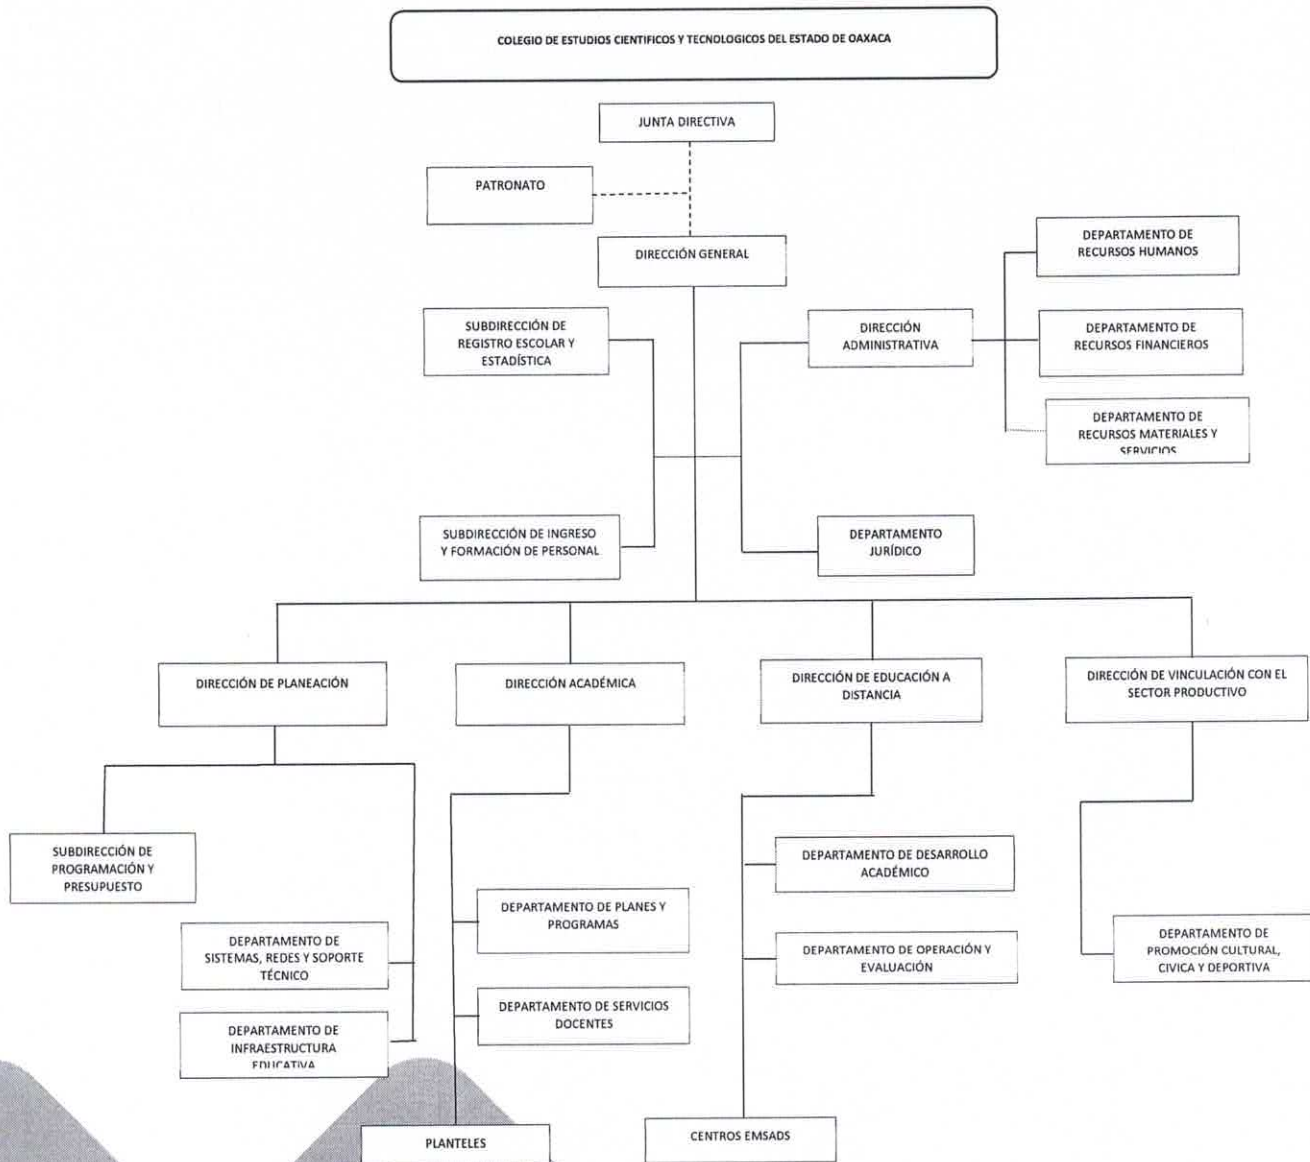 COLEGIO DE ESTUDIOS CIENTIFICOS Y TECNOLOGICOS DEL ESTADO DE OAXACA
JUNTA DIRECTIVA
PATRONATO
DIRECCIÓN GENERAL
DEPARTAMENTO DE
RECURSOS HUMANOS
SUBDIRECCIÓN DE
REGISTRO ESCOLAR Y
ESTADÍSTICA
DIRECCIÓN
ADMINISTRATIVA
DEPARTAMENTO DE
RECURSOS FINANCIEROS
DEPARTAMENTO DE
RECURSOS MATERIALES Y
SERVICIOS
SUBDIRECCIÓN DE INGRESO
Y FORMACIÓN DE PERSONAL
DEPARTAMENTO
JURÍDICO
DIRECCIÓN DE PLANEACIÓN
DIRECCIÓN ACADÉMICA
DIRECCIÓN DE EDUCACIÓN A
DISTANCIA
DIRECCIÓN DE VINCULACIÓN CON EL
SECTOR PRODUCTIVO
SUBDIRECCIÓN DE
PROGRAMACIÓN Y
PRESUPUESTO
DEPARTAMENTO DE
SISTEMAS, REDES Y SOPORTE
TÉCNICO
DEPARTAMENTO DE
INFRAESTRUCTURA
EDUCATIVA
DEPARTAMENTO DE PLANES Y
PROGRAMAS
DEPARTAMENTO DE SERVICIOS
DOCENTES
PLANTELES
DEPARTAMENTO DE DESARROLLO
ACADÉMICO
DEPARTAMENTO DE OPERACIÓN Y
EVALUACIÓN
CENTROS EMSADS
DEPARTAMENTO DE
PROMOCIÓN CULTURAL,
CIVICA Y DEPORTIVA